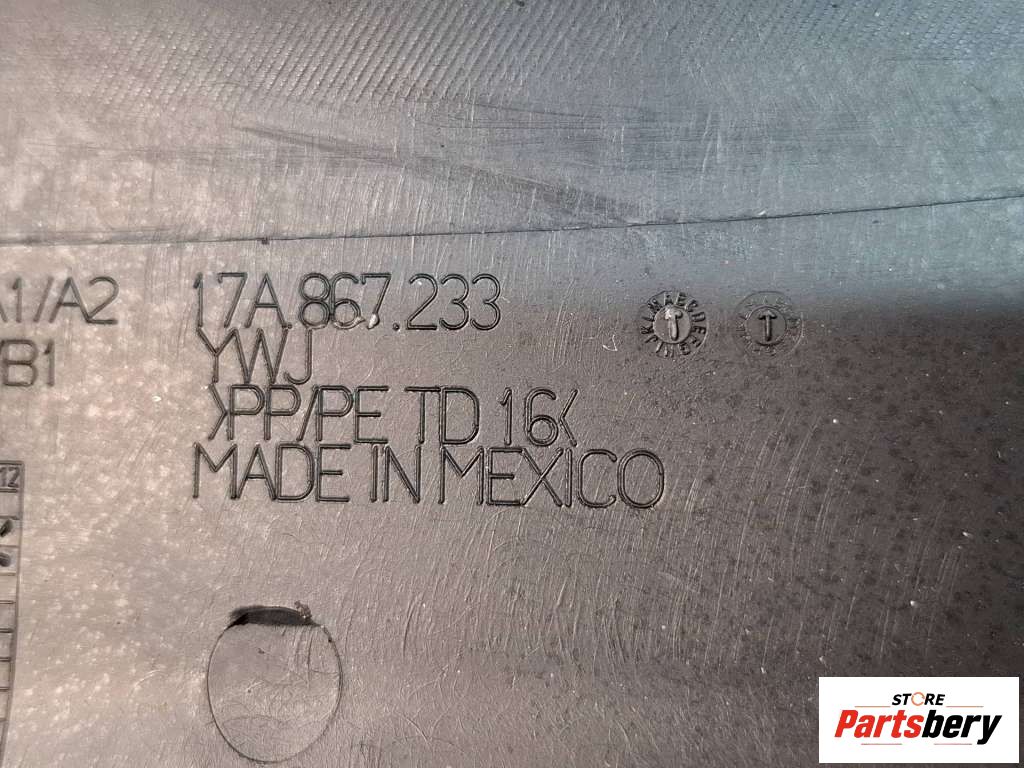 A1/A2
/B1
17A.867.233
YWJ
>PP/PE TD 16<
MADE IN MEXICO
12
STORE
Partsbery